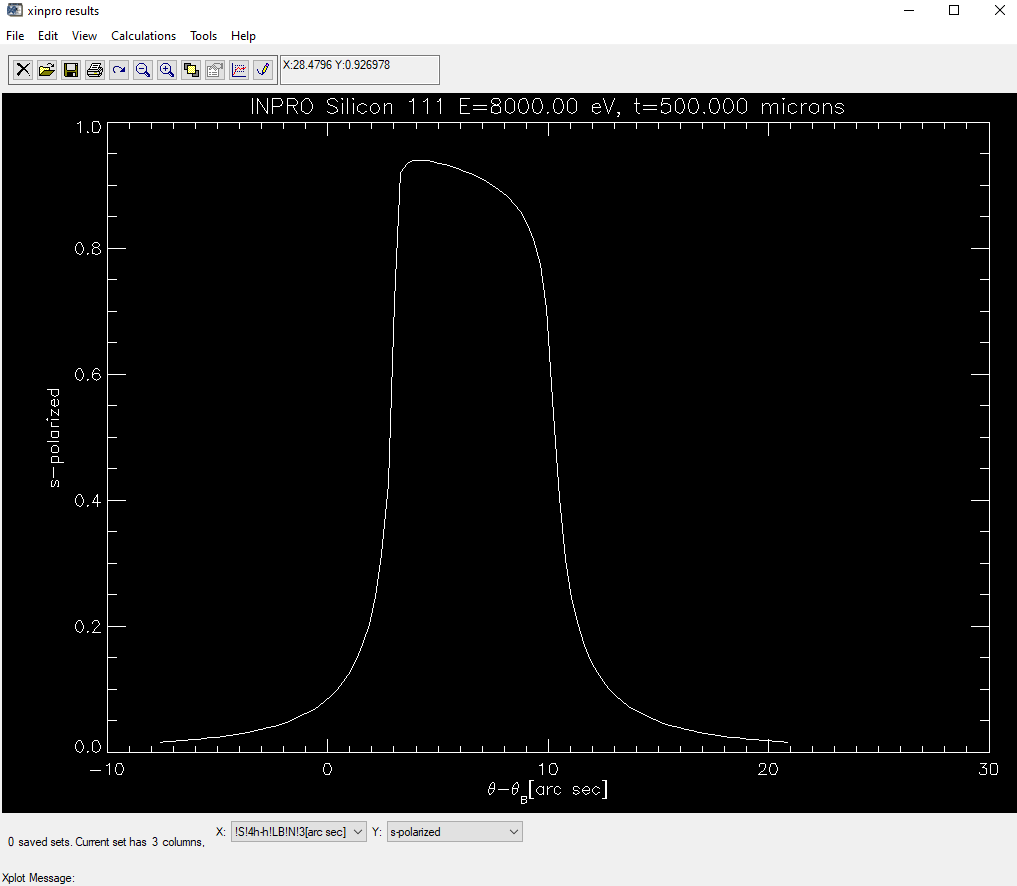 xinpro results
File Edit View Calculations Tools Help
X:28.4796 Y:0.926978
INPRO Silicon 111 E=8000.00 eV, t=500.000 microns
1.0
0.8
0.6
0.4
0.2
0.0
s-polarized
-10 0 10 20 30
θ-θB[arc sec]
X: !S!4h-h!LB!N!3[arc sec] Y: s-polarized
0 saved sets. Current set has 3 columns,
Xplot Message: